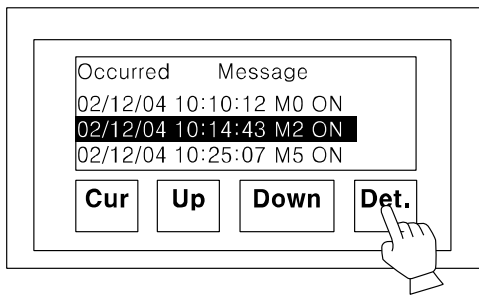 Occurred Message
02/12/04 10:10:12 M0 ON
02/12/04 10:14:43 M2 ON
02/12/04 10:25:07 M5 ON
Cur Up Down Det.